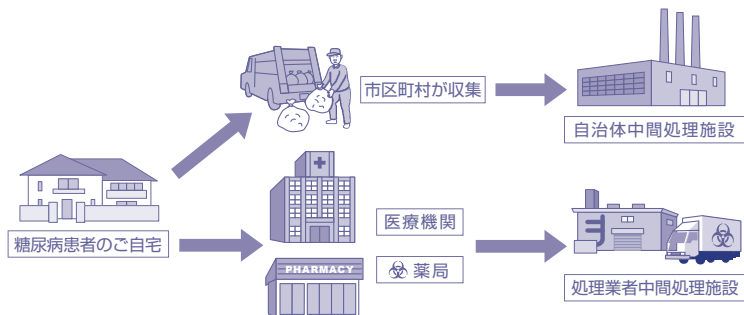 市区町村が収集
自治体中間処理施設
糖尿病患者のご自宅
医療機関
PHARMACY
薬局
処理業者中間処理施設